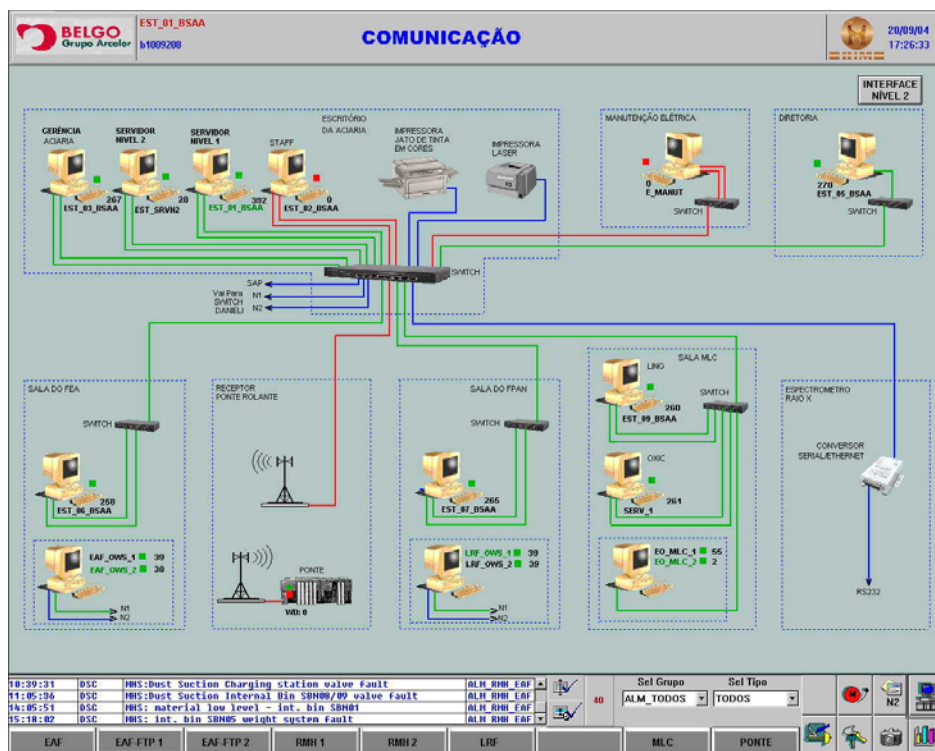 BELGO
Grupo Arcelor
EST_01_BSAA
b1009208
COMUNICAÇÃO
20/09/04
17:26:33
INTERFACE
NÍVEL 2
GERÊNCIA
ACIARIA
SERVIDOR
NIVEL 2
SERVIDOR
NIVEL 1
STAFF
ESCRITÓRIO
DA ACIARIA
IMPRESSORA
JATO DE TINTA
EM CORES
IMPRESSORA
LASER
267
EST_03_BSAA
20
EST_SRVN2
392
EST_01_BSAA
0
EST_02_BSAA
MANUTENÇÃO ELÉTRICA
0
E_MANUT
SWITCH
DIRETORIA
270
EST_05_BSAA
SWITCH
SWITCH
SAP
Vai Para
SWITCH
DANIELI
N1
N2
SALA DO FEA
SWITCH
258
EST_06_BSAA
EAF_OWS_1 39
EAF_OWS_2 38
N1
N2
RECEPTOR
PONTE ROLANTE
PONTE
WD: 0
SALA DO FPAN
SWITCH
265
EST_07_BSAA
LRF_OWS_1 39
LRF_OWS_2 39
N1
N2
SALA MLC
LING
SWITCH
260
EST_09_BSAA
OXIC
261
SERV_1
EO_MLC_1 55
EO_MLC_2 2
ESPECTROMETRO
RAIO X
CONVERSOR
SERIAL/ETHERNET
RS232
10:39:31 DSC MHS:Dust Suction Charging station valve fault ALM_RMH_EAF
11:05:36 DSC MHS:Dust Suction Internal Bin SBN08/09 valve fault ALM_RMH_EAF
14:05:51 DSC MHS: material low level - int. bin SBN01 ALM_RMH_EAF
15:18:02 DSC MHS: int. bin SBN05 weight system fault ALM_RMH_EAF
40
Sel Grupo
ALM_TODOS
Sel Tipo
TODOS
N2
EAF
EAF-FTP 1
EAF-FTP 2
RMH 1
RMH 2
LRF
MLC
PONTE